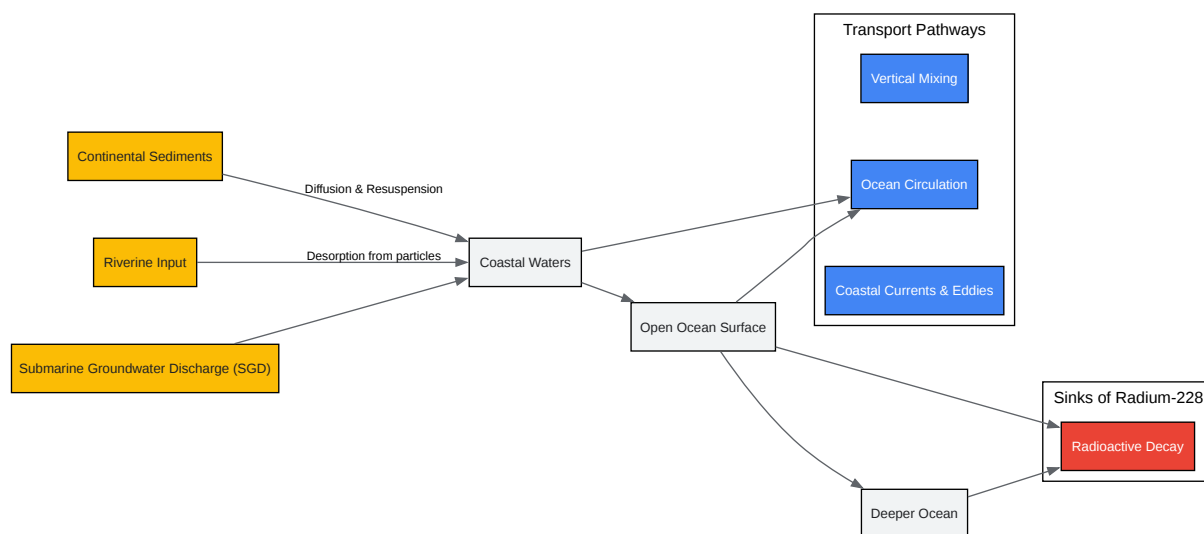 Transport Pathways
Vertical Mixing
Continental Sediments
Diffusion & Resuspension
Ocean Circulation
Riverine Input
Desorption from particles
Coastal Waters
Coastal Currents & Eddies
Open Ocean Surface
Submarine Groundwater Discharge (SGD)
Sinks of Radium-228
Radioactive Decay
Deeper Ocean